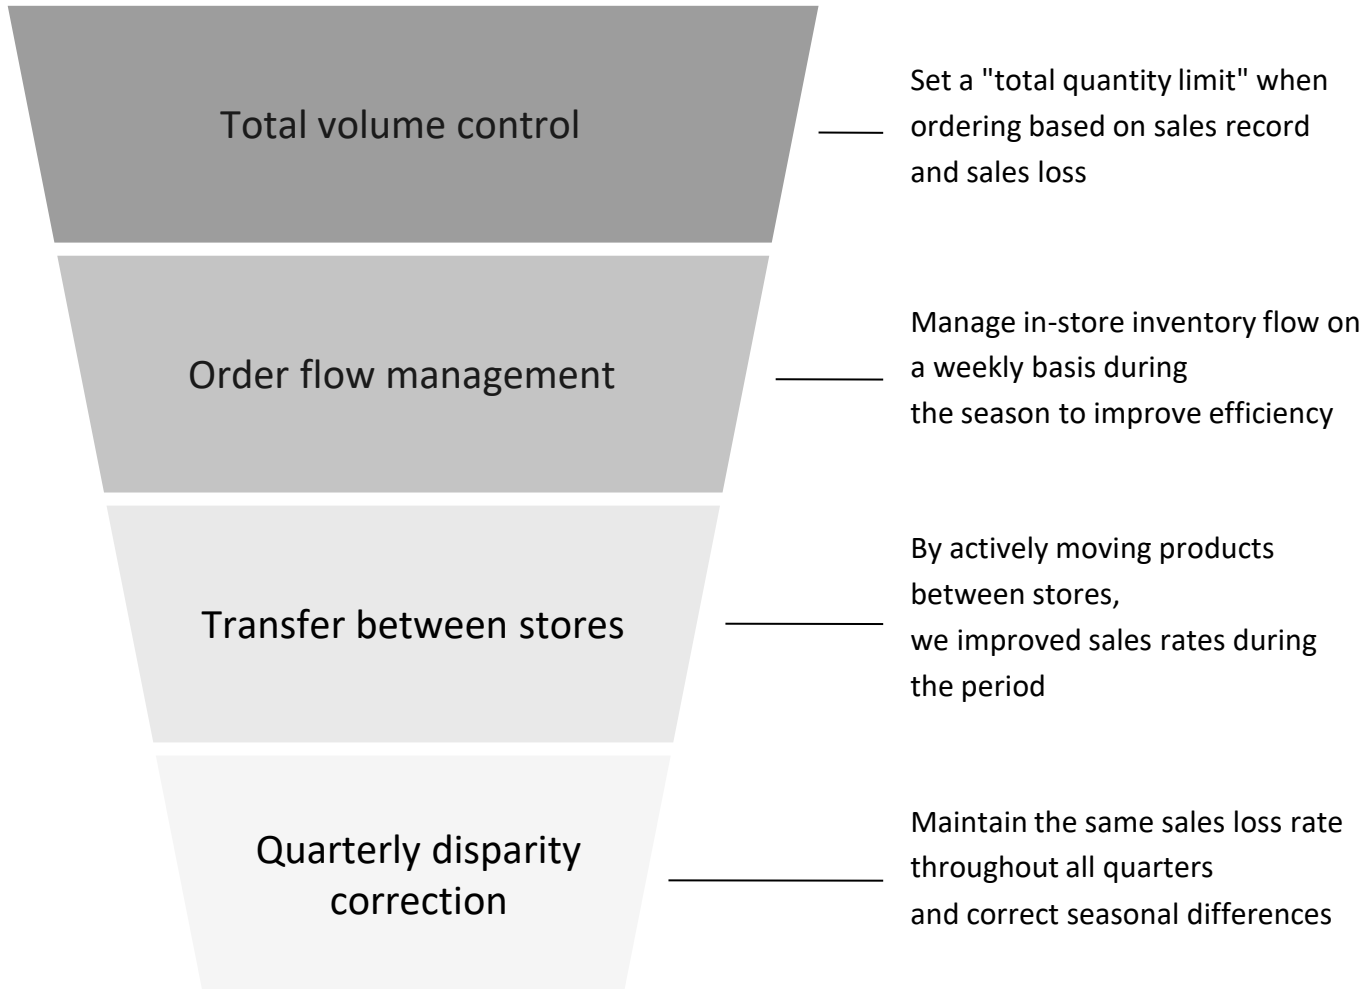 Total volume control
Set a "total quantity limit" when
ordering based on sales record
and sales loss
Order flow management
Manage in-store inventory flow on
a weekly basis during
the season to improve efficiency
Transfer between stores
By actively moving products
between stores,
we improved sales rates during
the period
Quarterly disparity
correction
Maintain the same sales loss rate
throughout all quarters
and correct seasonal differences